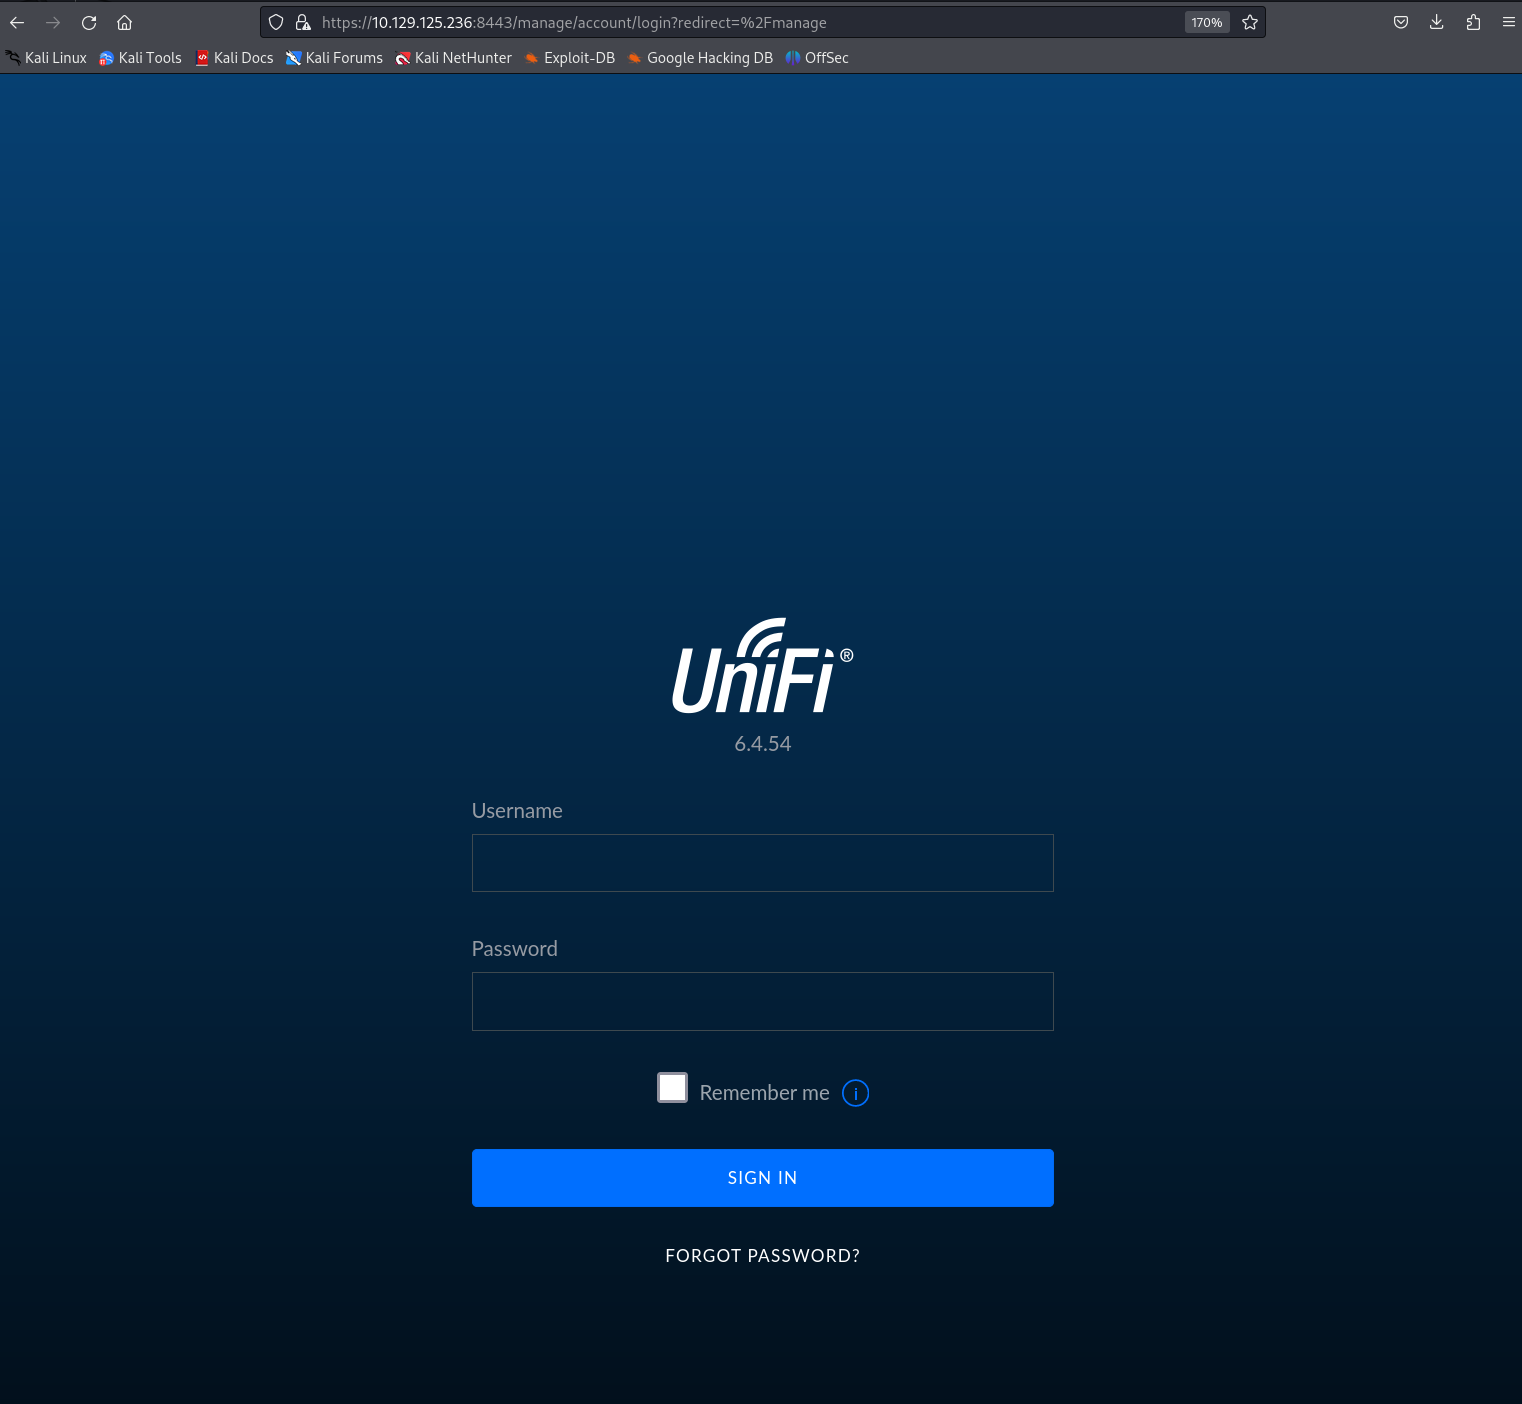 https://10.129.125.236:8443/manage/account/login?redirect=%2Fmanage 170%
Kali Linux Kali Tools Kali Docs Kali Forums Kali NetHunter Exploit-DB Google Hacking DB OffSec
UniFi®
6.4.54
Username
Password
Remember me i
SIGN IN
FORGOT PASSWORD?